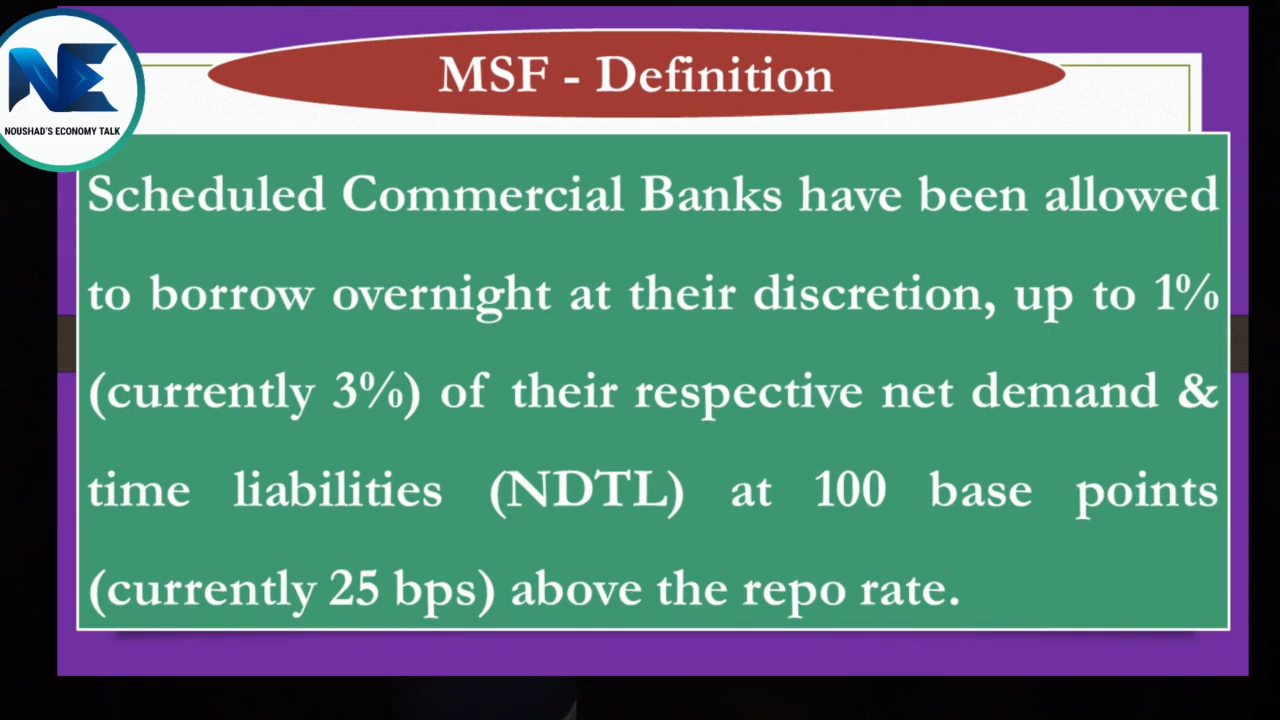 MSF - Definition
NOUSHAD'S ECONOMY TALK
Scheduled Commercial Banks have been allowed
to borrow overnight at their discretion, up to 1%
(currently 3%) of their respective net demand &
time liabilities (NDTL) at 100 base points
(currently 25 bps) above the repo rate.